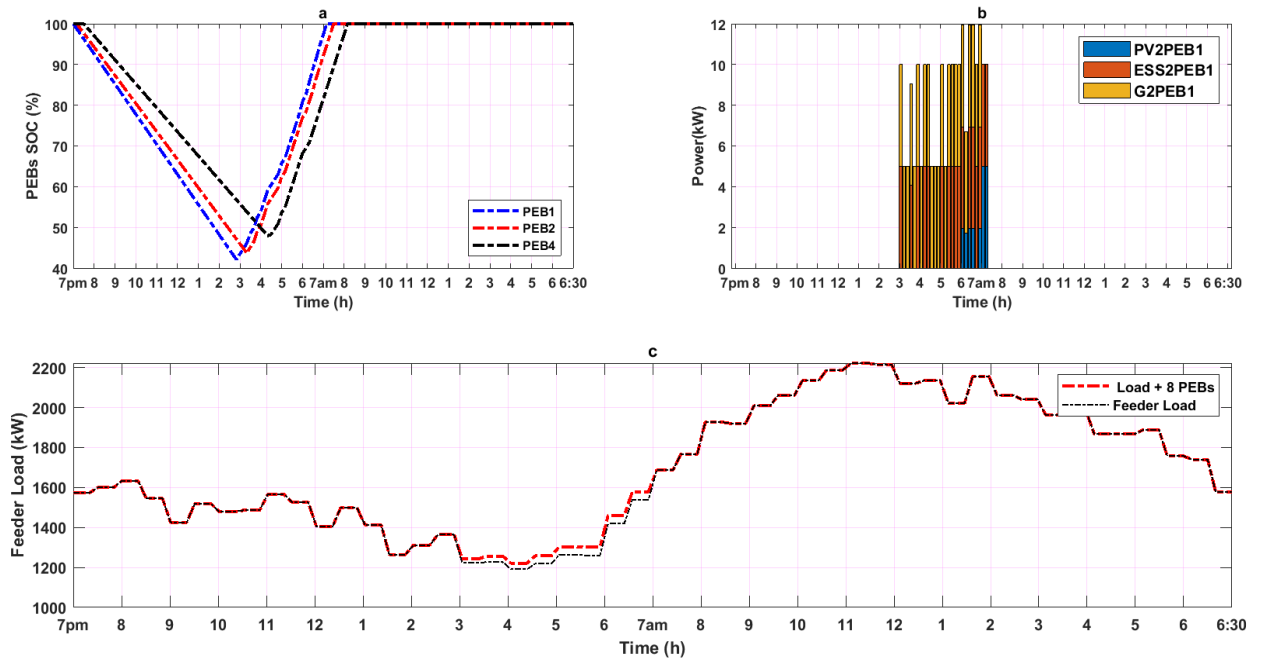 a
PEBs SOC (%)
100
90
80
70
60
50
40
PEB1
PEB2
PEB4
7pm 8 9 10 11 12 1 2 3 4 5 6 7am 8 9 10 11 12 1 2 3 4 5 6 6:30
Time (h)
b
Power(kW)
12
10
8
6
4
2
0
PV2PEB1
ESS2PEB1
G2PEB1
7pm 8 9 10 11 12 1 2 3 4 5 6 7am 8 9 10 11 12 1 2 3 4 5 6 6:30
Time (h)
c
Feeder Load (kW)
2200
2000
1800
1600
1400
1200
1000
Load + 8 PEBs
Feeder Load
7pm 8 9 10 11 12 1 2 3 4 5 6 7am 8 9 10 11 12 1 2 3 4 5 6 6:30
Time (h)